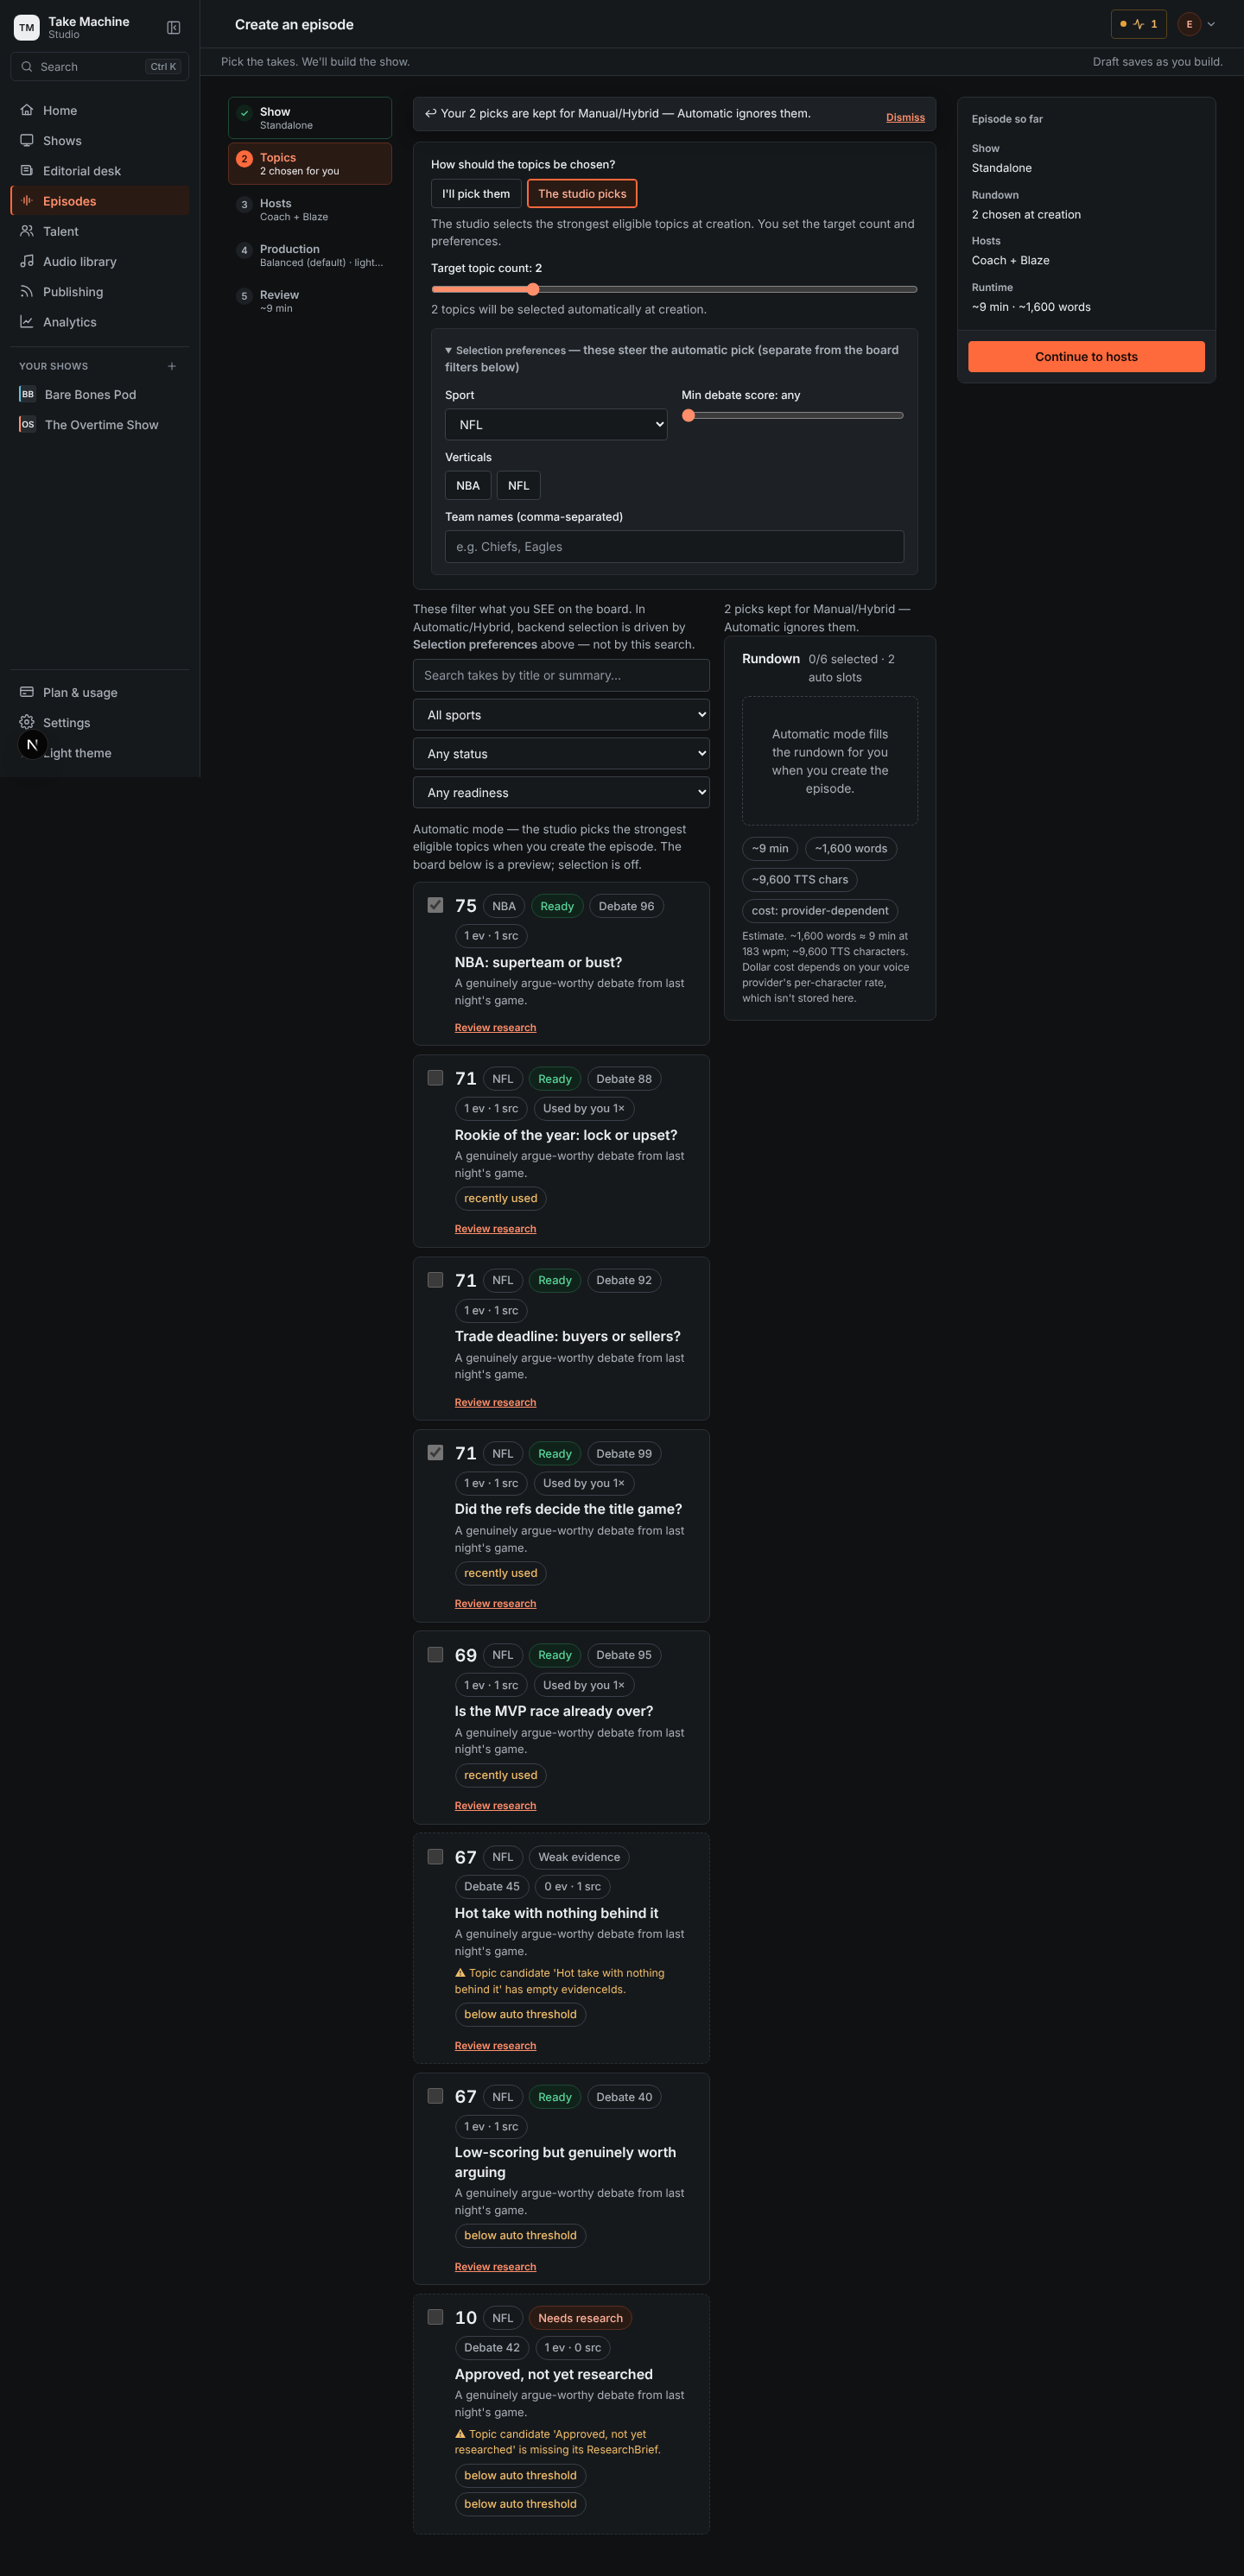 TM
Take Machine
Studio
Search
Ctrl K
Home
Shows
Editorial desk
Episodes
Talent
Audio library
Publishing
Analytics
YOUR SHOWS
+
BB
Bare Bones Pod
OS
The Overtime Show
Plan & usage
Settings
N
Light theme
Create an episode
1
E
Pick the takes. We'll build the show.
Draft saves as you build.
✓
Show
Standalone
2
Topics
2 chosen for you
3
Hosts
Coach + Blaze
4
Production
Balanced (default) · light...
5
Review
~9 min
↩ Your 2 picks are kept for Manual/Hybrid — Automatic ignores them.
Dismiss
How should the topics be chosen?
I'll pick them
The studio picks
The studio selects the strongest eligible topics at creation. You set the target count and
preferences.
Target topic count: 2
2 topics will be selected automatically at creation.
▼ Selection preferences — these steer the automatic pick (separate from the board
filters below)
Sport
NFL
Min debate score: any
Verticals
NBA
NFL
Team names (comma-separated)
e.g. Chiefs, Eagles
These filter what you SEE on the board. In
Automatic/Hybrid, backend selection is driven by
Selection preferences above — not by this search.
Search takes by title or summary...
All sports
Any status
Any readiness
Automatic mode — the studio picks the strongest
eligible topics when you create the episode. The
board below is a preview; selection is off.
75 NBA Ready Debate 96
1 ev · 1 src
NBA: superteam or bust?
A genuinely argue-worthy debate from last
night's game.
Review research
71 NFL Ready Debate 88
1 ev · 1 src Used by you 1×
Rookie of the year: lock or upset?
A genuinely argue-worthy debate from last
night's game.
recently used
Review research
71 NFL Ready Debate 92
1 ev · 1 src
Trade deadline: buyers or sellers?
A genuinely argue-worthy debate from last
night's game.
Review research
71 NFL Ready Debate 99
1 ev · 1 src Used by you 1×
Did the refs decide the title game?
A genuinely argue-worthy debate from last
night's game.
recently used
Review research
69 NFL Ready Debate 95
1 ev · 1 src Used by you 1×
Is the MVP race already over?
A genuinely argue-worthy debate from last
night's game.
recently used
Review research
67 NFL Weak evidence
Debate 45 0 ev · 1 src
Hot take with nothing behind it
A genuinely argue-worthy debate from last
night's game.
⚠ Topic candidate 'Hot take with nothing
behind it' has empty evidenceIds.
below auto threshold
Review research
67 NFL Ready Debate 40
1 ev · 1 src
Low-scoring but genuinely worth
arguing
A genuinely argue-worthy debate from last
night's game.
below auto threshold
Review research
10 NFL Needs research
Debate 42 1 ev · 0 src
Approved, not yet researched
A genuinely argue-worthy debate from last
night's game.
⚠ Topic candidate 'Approved, not yet
researched' is missing its ResearchBrief.
below auto threshold
below auto threshold
2 picks kept for Manual/Hybrid —
Automatic ignores them.
Rundown 0/6 selected · 2
auto slots
Automatic mode fills
the rundown for you
when you create the
episode.
~9 min
~1,600 words
~9,600 TTS chars
cost: provider-dependent
Estimate. ~1,600 words ≈ 9 min at
183 wpm; ~9,600 TTS characters.
Dollar cost depends on your voice
provider's per-character rate,
which isn't stored here.
Episode so far
Show
Standalone
Rundown
2 chosen at creation
Hosts
Coach + Blaze
Runtime
~9 min · ~1,600 words
Continue to hosts